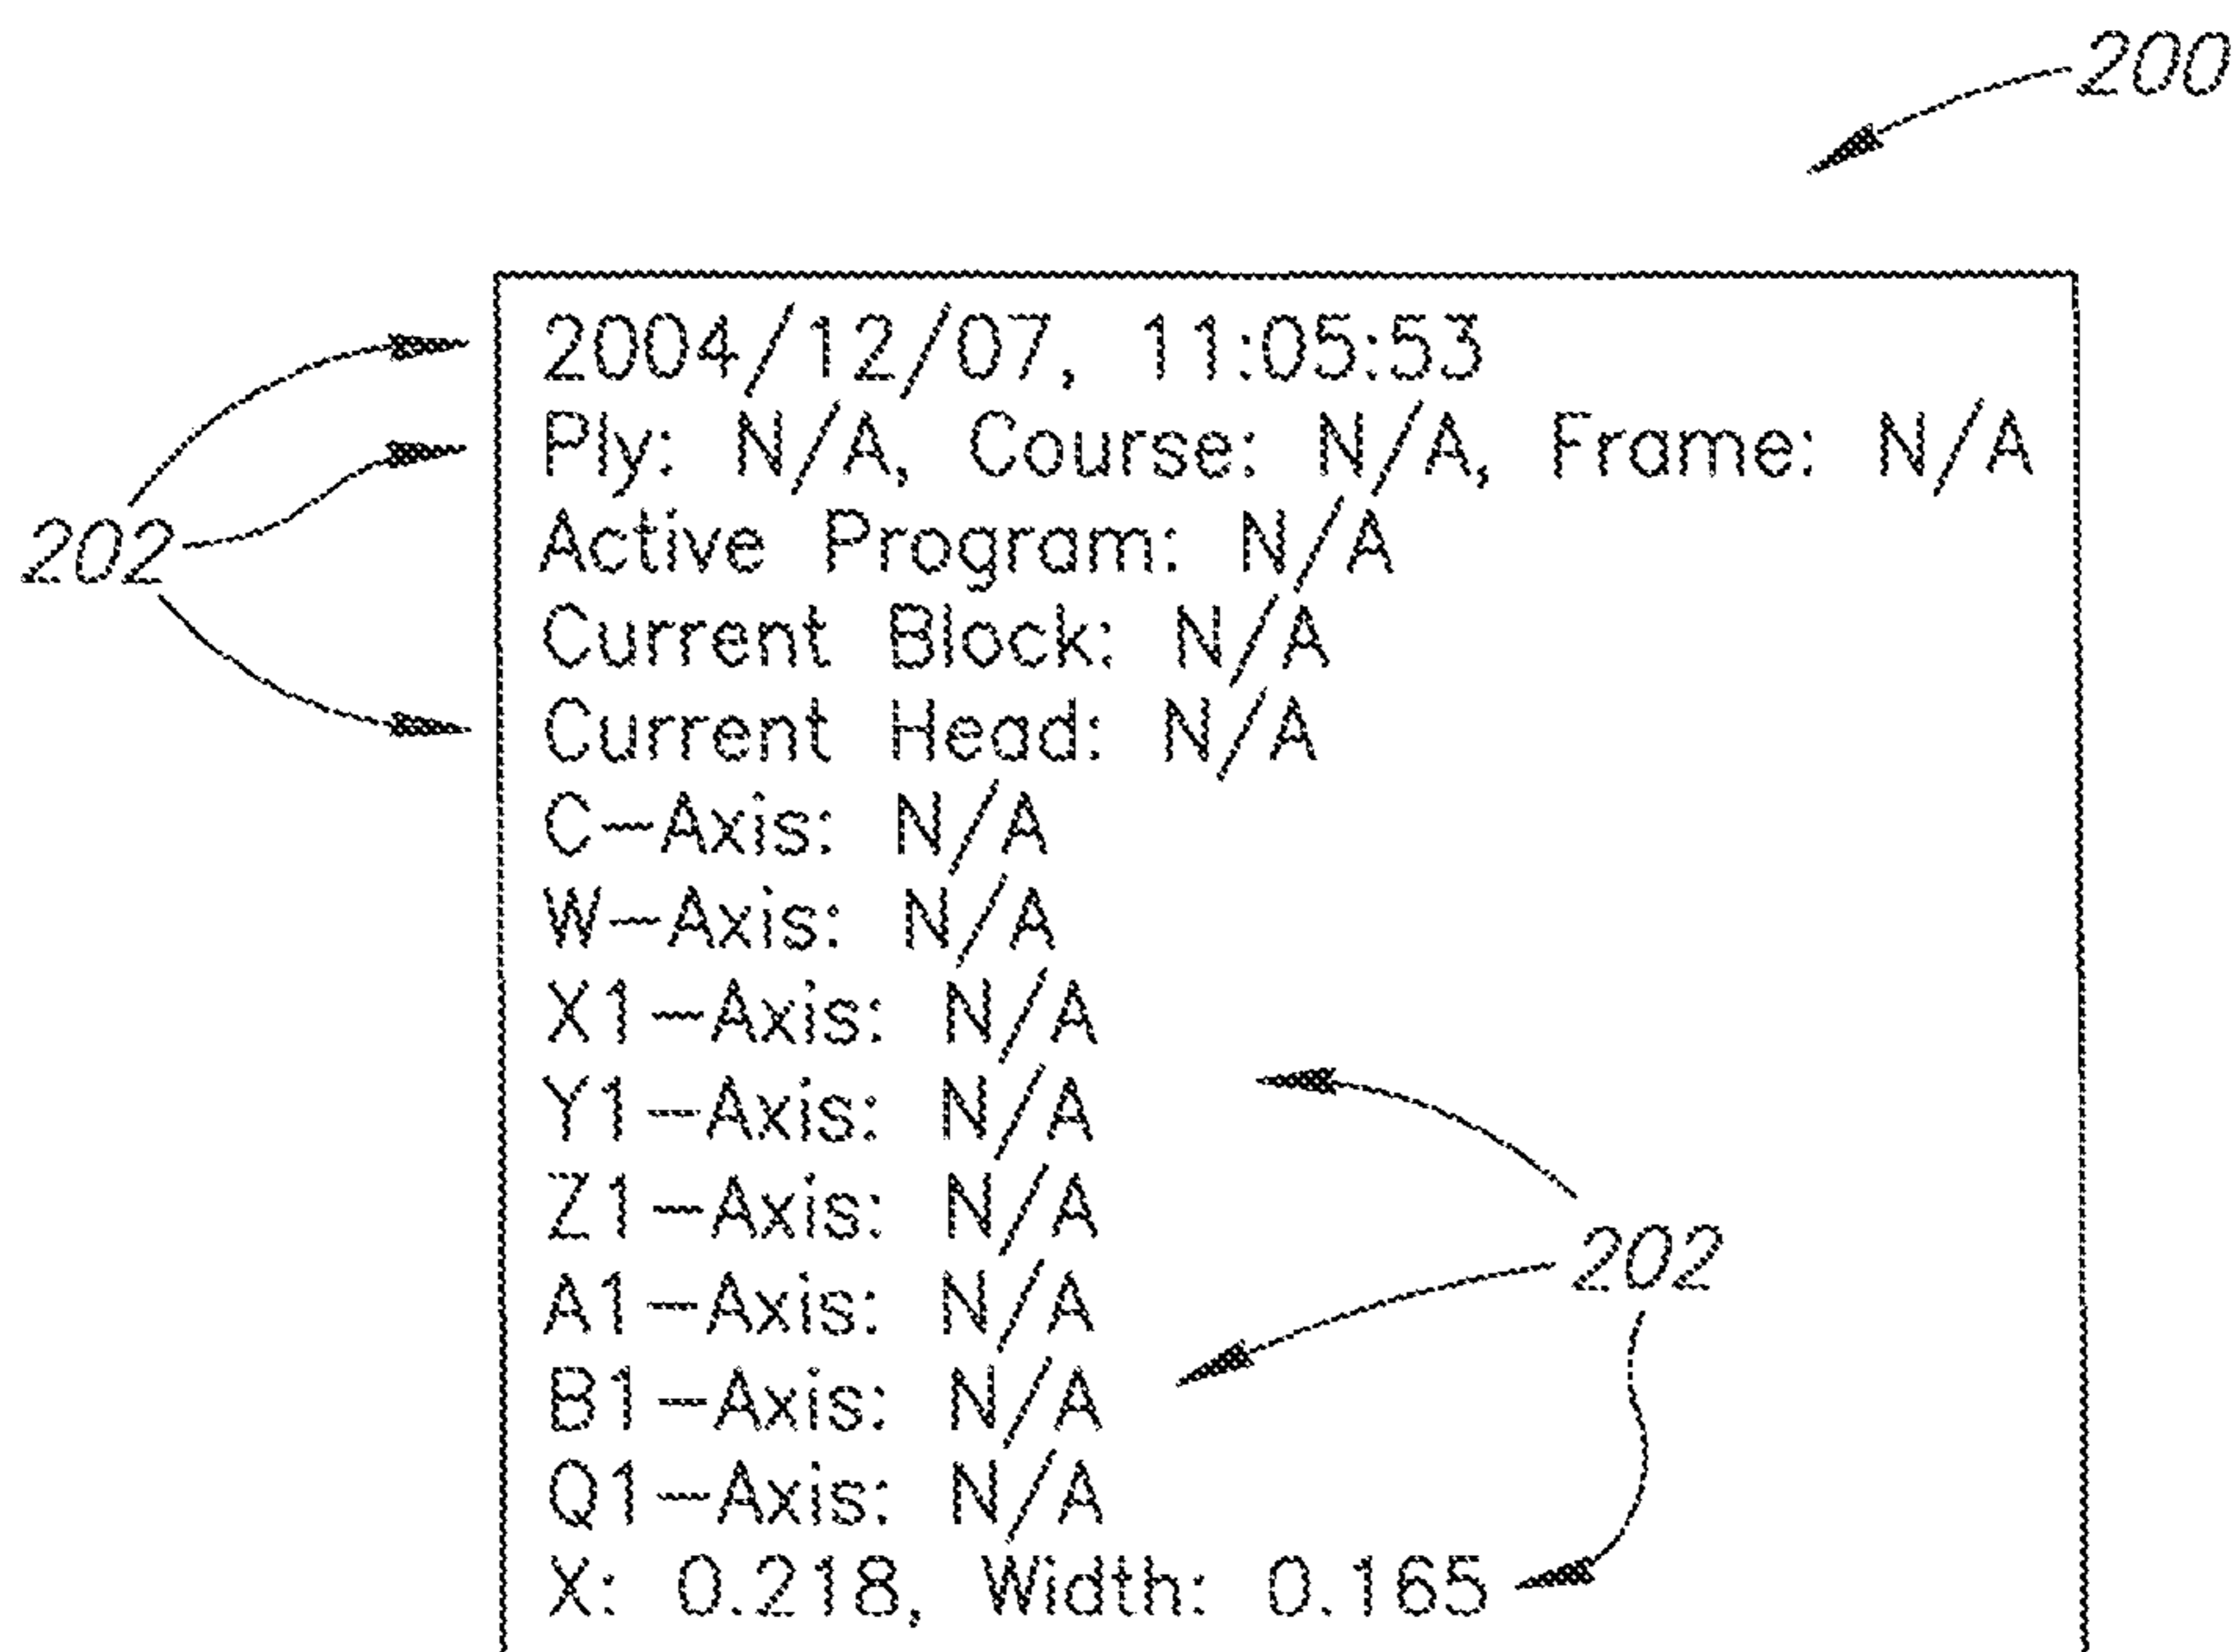 200
2004/12/07, 11:05:53
Ply: N/A, Course: N/A, Frame: N/A
202
Active Program: N/A
Current Block: N/A
Current Head: N/A
C-Axis: N/A
W-Axis: N/A
X1-Axis: N/A
Y1-Axis: N/A
Z1-Axis: N/A
202
A1-Axis: N/A
B1-Axis: N/A
Q1-Axis: N/A
X: 0.218, Width: 0.165